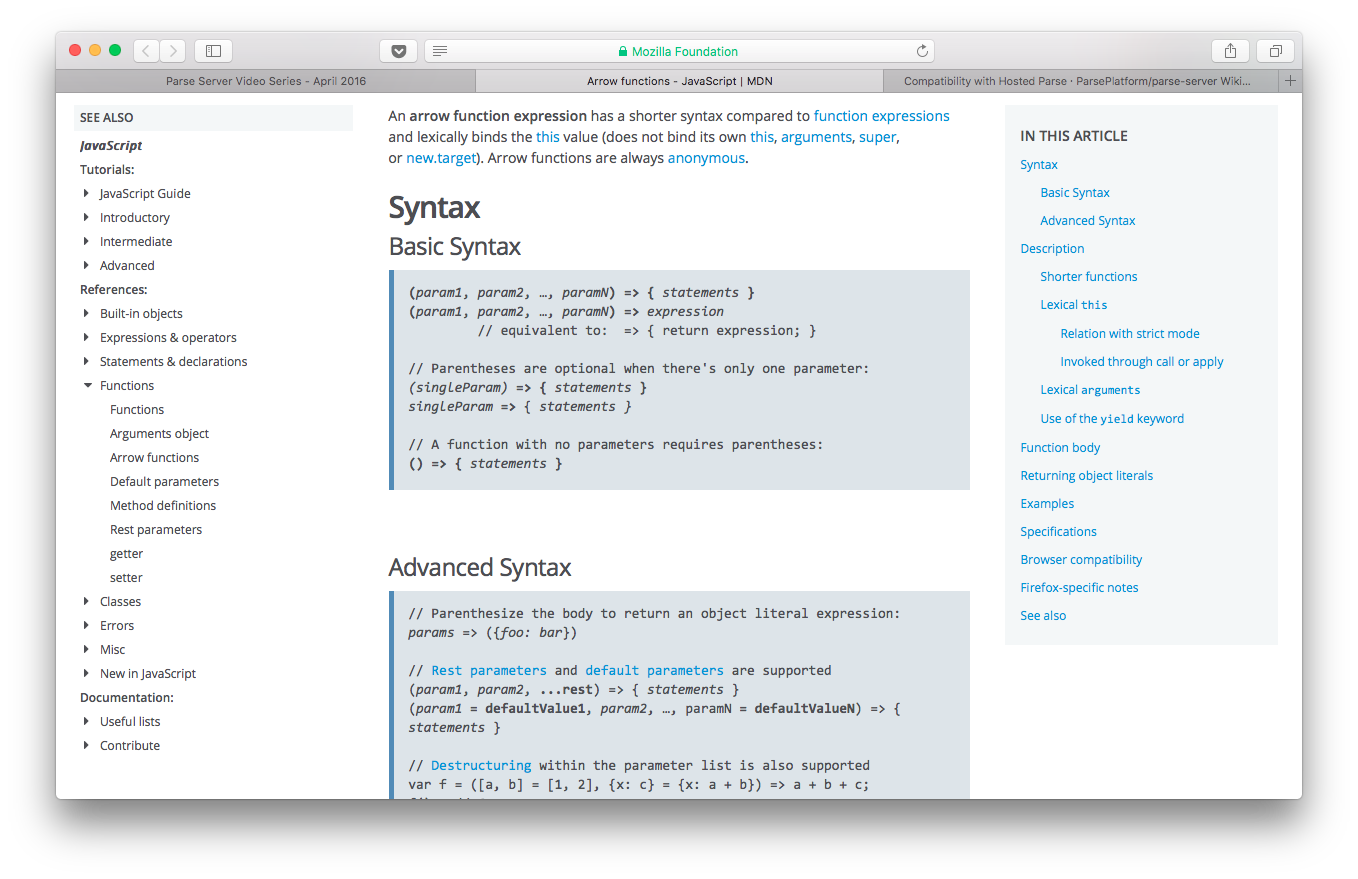 Mozilla Foundation
Parse Server Video Series - April 2016
Arrow functions - JavaScript | MDN
Compatibility with Hosted Parse · ParsePlatform/parse-server Wiki...
SEE ALSO
JavaScript
Tutorials:
JavaScript Guide
Introductory
Intermediate
Advanced
References:
Built-in objects
Expressions & operators
Statements & declarations
Functions
Functions
Arguments object
Arrow functions
Default parameters
Method definitions
Rest parameters
getter
setter
Classes
Errors
Misc
New in JavaScript
Documentation:
Useful lists
Contribute
An arrow function expression has a shorter syntax compared to function expressions
and lexically binds the this value (does not bind its own this, arguments, super,
or new.target). Arrow functions are always anonymous.
Syntax
Basic Syntax
(param1, param2, …, paramN) => { statements }
(param1, param2, …, paramN) => expression
// equivalent to:  => { return expression; }
// Parentheses are optional when there's only one parameter:
(singleParam) => { statements }
singleParam => { statements }
// A function with no parameters requires parentheses:
() => { statements }
Advanced Syntax
// Parenthesize the body to return an object literal expression:
params => ({foo: bar})
// Rest parameters and default parameters are supported
(param1, param2, ...rest) => { statements }
(param1 = defaultValue1, param2, …, paramN = defaultValueN) => {
statements }
// Destructuring within the parameter list is also supported
var f = ([a, b] = [1, 2], {x: c} = {x: a + b}) => a + b + c;
IN THIS ARTICLE
Syntax
Basic Syntax
Advanced Syntax
Description
Shorter functions
Lexical this
Relation with strict mode
Invoked through call or apply
Lexical arguments
Use of the yield keyword
Function body
Returning object literals
Examples
Specifications
Browser compatibility
Firefox-specific notes
See also